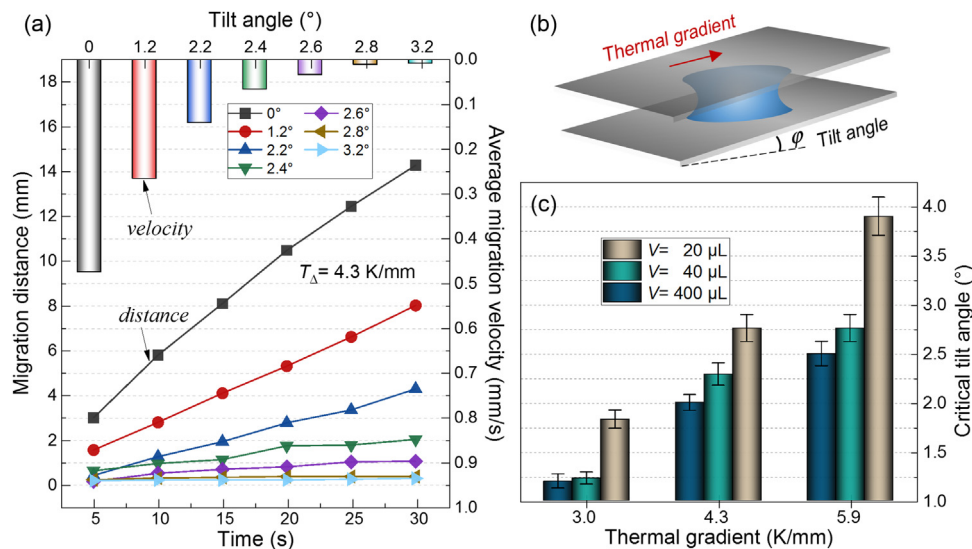 (a)
Tilt angle (°)
0 1.2 2.2 2.4 2.6 2.8 3.2
18
16
14
12
10
8
6
4
2
0
Migration distance (mm)
0.0
0.1
0.2
0.3
0.4
0.5
0.6
0.7
0.8
0.9
1.0
Average migration velocity (mm/s)
0° 2.6°
1.2° 2.8°
2.2° 3.2°
2.4°
velocity
distance
TΔ = 4.3 K/mm
5 10 15 20 25 30
Time (s)
(b)
Thermal gradient
φ Tilt angle
(c)
V= 20 μL
V= 40 μL
V= 400 μL
4.0
3.5
3.0
2.5
2.0
1.5
1.0
Critical tilt angle (°)
3.0 4.3 5.9
Thermal gradient (K/mm)